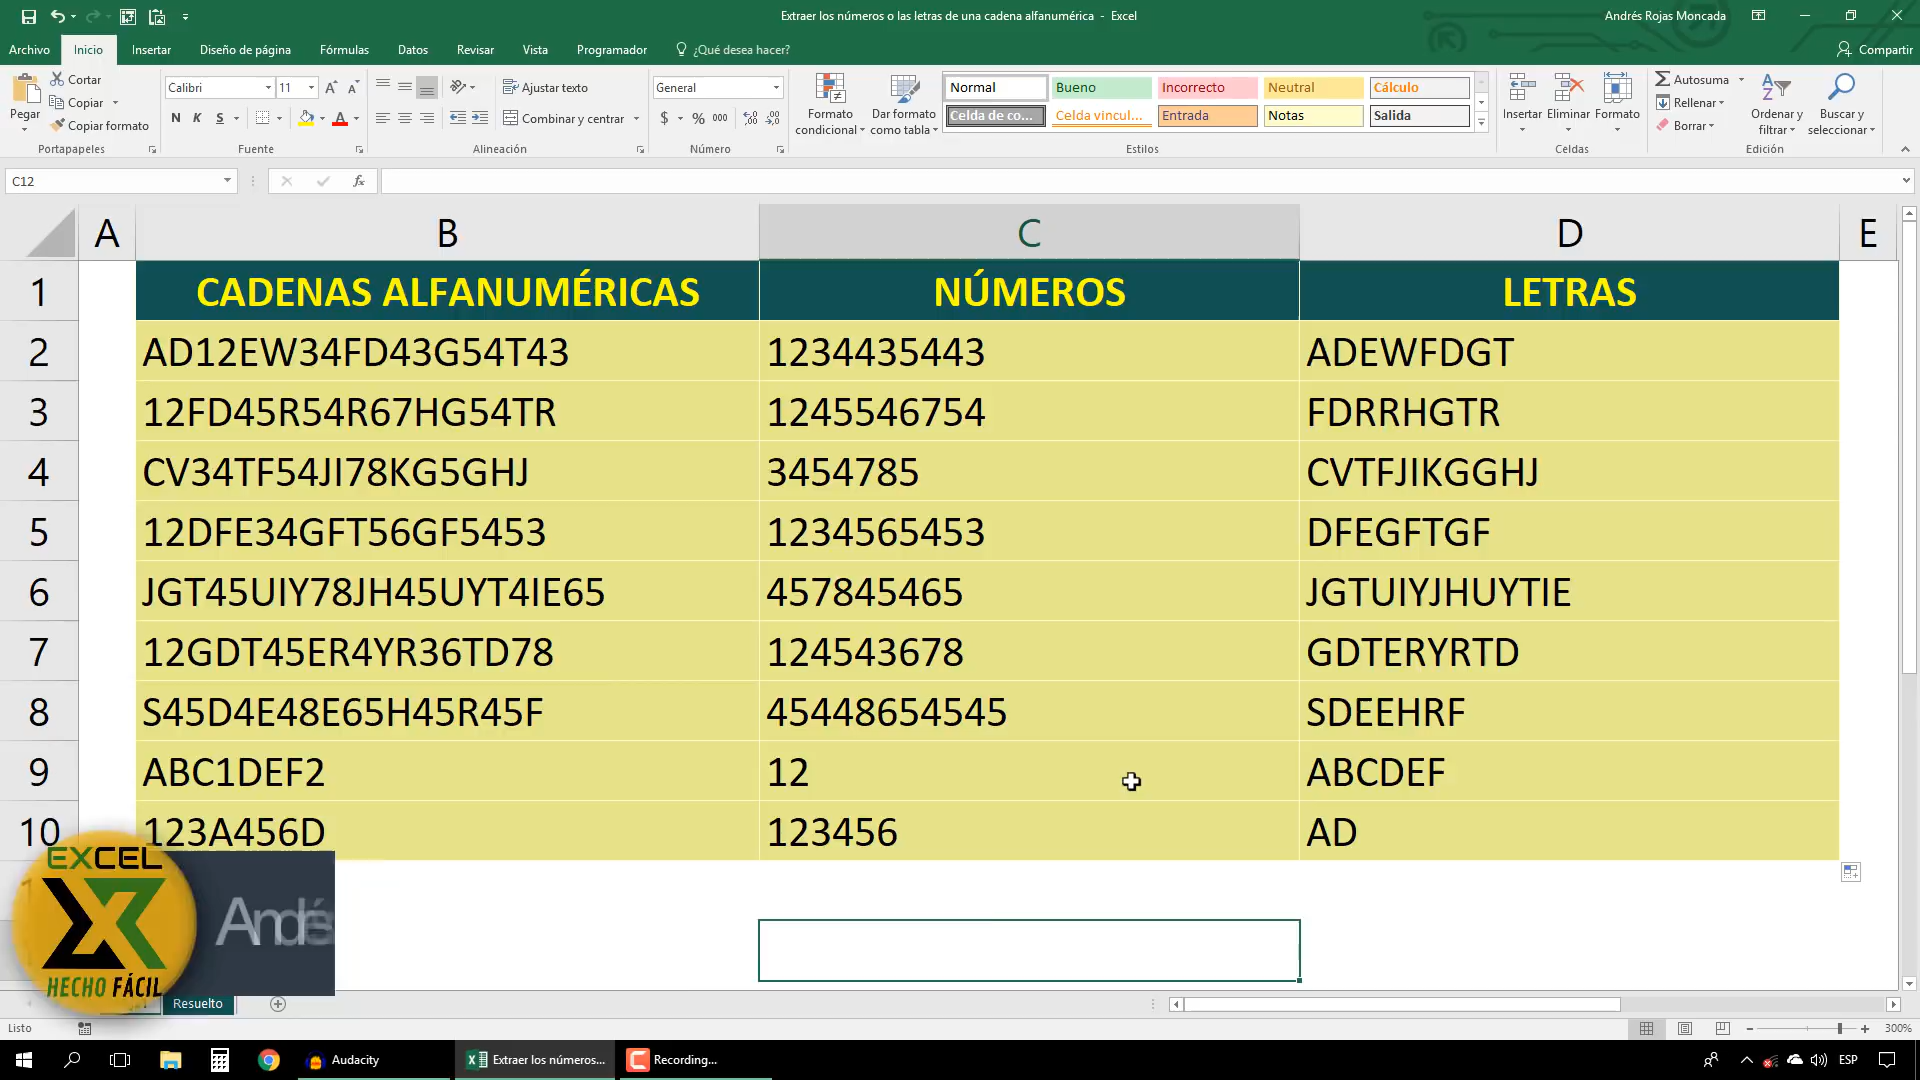 Extraer los números o las letras de una cadena alfanumérica - Excel
Andrés Rojas Moncada
Archivo Inicio Insertar Diseño de página Fórmulas Datos Revisar Vista Programador ¿Qué desea hacer? Compartir
Pegar
Cortar
Copiar
Copiar formato
Portapapeles
Calibri 11
N K S
Fuente
Ajustar texto
Combinar y centrar
Alineación
General
$ % 000
Número
Formato condicional
Dar formato como tabla
Normal Bueno Incorrecto Neutral Cálculo
Celda de co... Celda vincul... Entrada Notas Salida
Estilos
Insertar Eliminar Formato
Celdas
Autosuma
Rellenar
Borrar
Ordenar y filtrar
Buscar y seleccionar
Edición
C12 fx
A B C D E
1 CADENAS ALFANUMÉRICAS NÚMEROS LETRAS
2 AD12EW34FD43G54T43 1234435443 ADEWFDGT
3 12FD45R54R67HG54TR 1245546754 FDRRHGTR
4 CV34TF54JI78KG5GHJ 3454785 CVTFJIKGGHJ
5 12DFE34GFT56GF5453 1234565453 DFEGFTGF
6 JGT45UIY78JH45UYT4IE65 457845465 JGTUIYJHUYTIE
7 12GDT45ER4YR36TD78 124543678 GDTERYRTD
8 S45D4E48E65H45R45F 45448654545 SDEEHRF
9 ABC1DEF2 12 ABCDEF
10 123A456D 123456 AD
EXCEL
HECHO FÁCIL
Andrés
Resuelto
Listo
300%
Audacity
Extraer los números...
Recording...
ESP